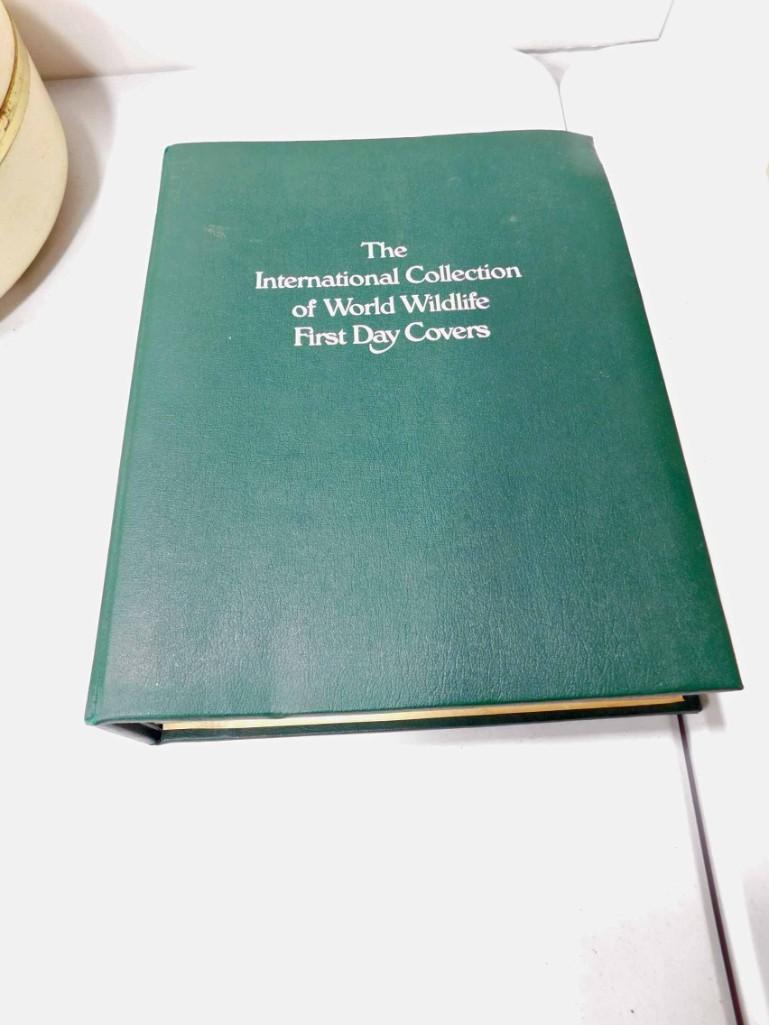 The
International Collection
of World Wildlife
First Day Covers